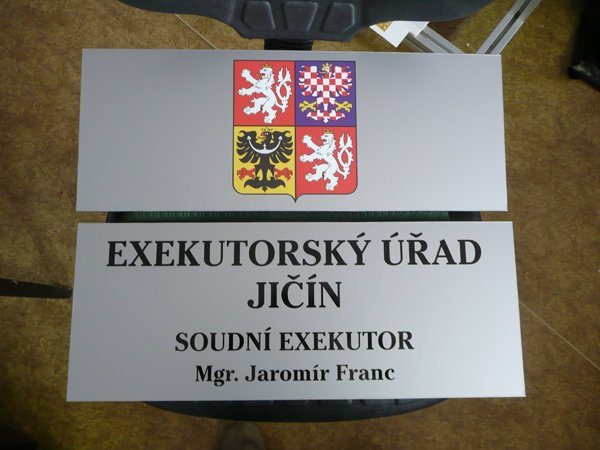 EXEKUTORSKÝ ÚŘAD
JIČÍN
SOUDNÍ EXEKUTOR
Mgr. Jaromír Franc